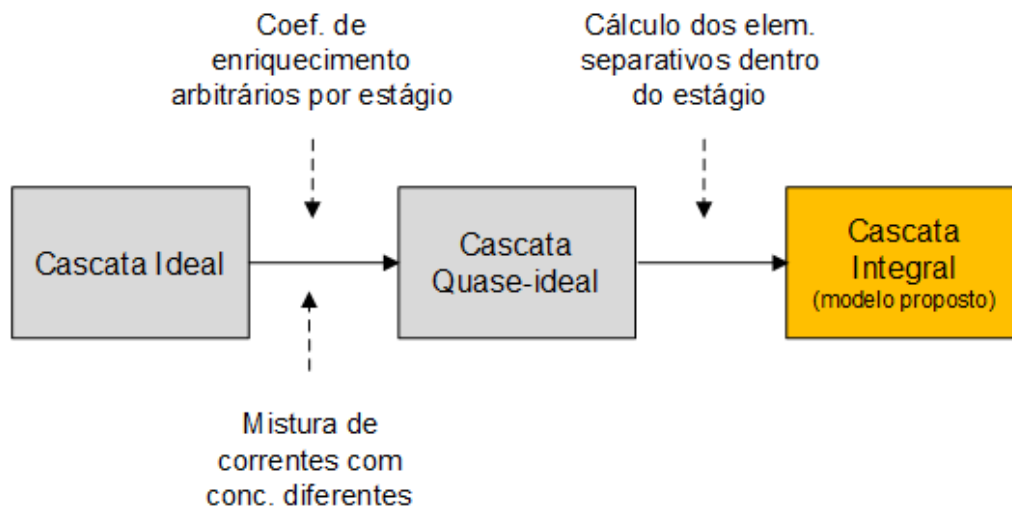 Coef. de
enriquecimento
arbitrários por estágio
Cálculo dos elem.
separativos dentro
do estágio
Cascata Ideal
Cascata
Quase-ideal
Cascata
Integral
(modelo proposto)
Mistura de
correntes com
conc. diferentes